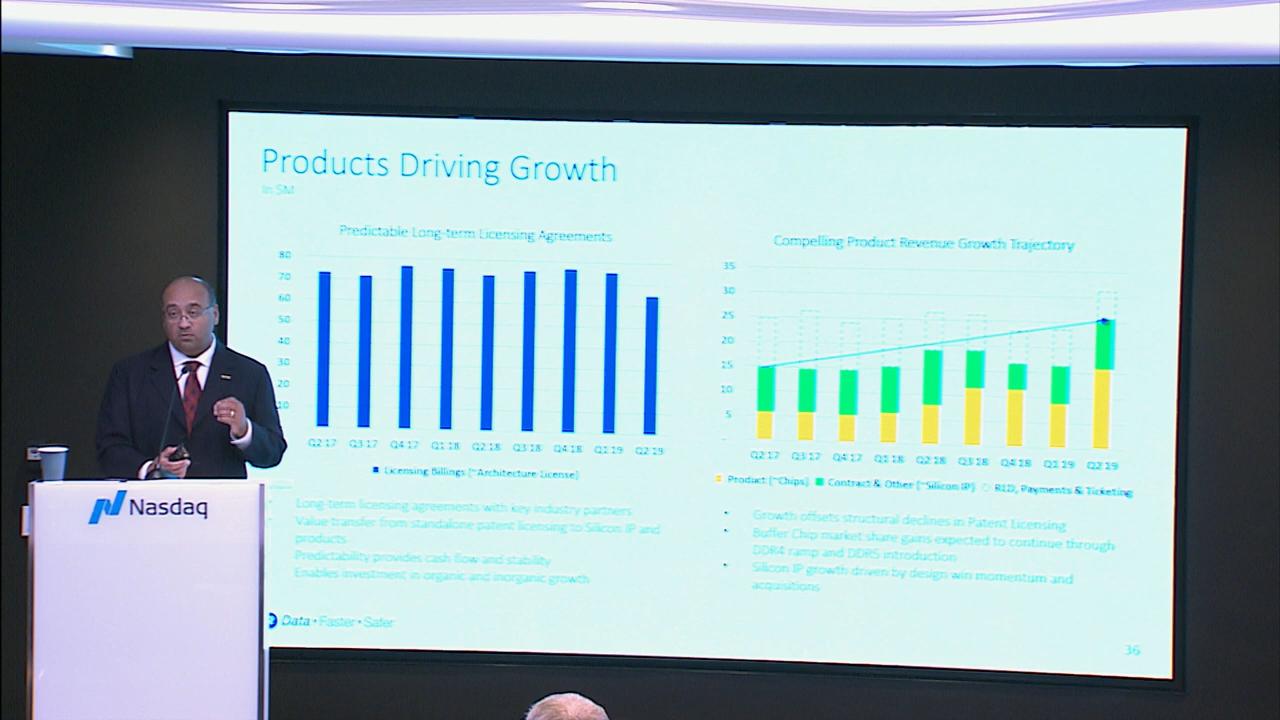 Products Driving Growth
In $M
Predictable Long-term Licensing Agreements
80
70
60
50
40
30
20
10
Q2'17 Q3'17 Q4'17 Q1'18 Q2'18 Q3'18 Q4'18 Q1'19 Q2'19
Licensing Billings (~Architecture License)
Long-term licensing agreements with key industry partners
Value transfer from standalone patent licensing to Silicon IP and
products
Predictability provides cash flow and stability
Enables investment in organic and inorganic growth
Compelling Product Revenue Growth Trajectory
35
30
25
20
15
10
5
-
Q2'17 Q3'17 Q4'17 Q1'18 Q2'18 Q3'18 Q4'18 Q1'19 Q2'19
Product (~Chips) Contract & Other (~Silicon IP) RLD, Payments & Ticketing
Growth offsets structural declines in Patent Licensing
Buffer Chip market share gains expected to continue through
DDR4 ramp and DDR5 introduction
Silicon IP growth driven by design win momentum and
acquisitions
Data • Faster • Safer
36
Nasdaq